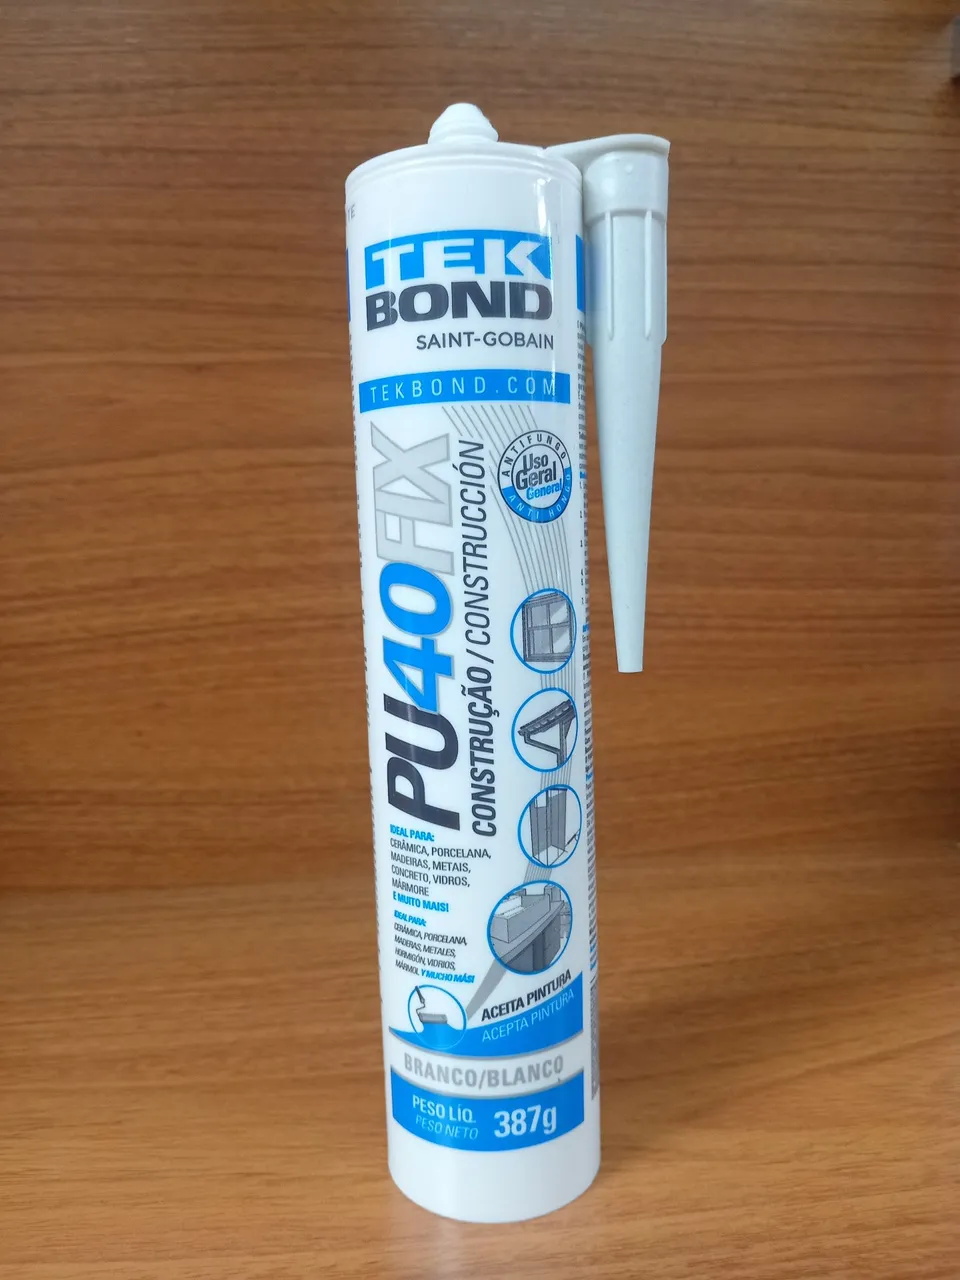 TEK
BOND
SAINT-GOBAIN
TEKBOND.COM
PU40FIX
CONSTRUÇÃO/CONSTRUCCIÓN
ANTIFUNGO
Uso
Geral
General
ANTI HONGO
IDEAL PARA:
CERÂMICA, PORCELANA,
MADEIRAS, METAIS,
CONCRETO, VIDROS,
MÁRMORE
E MUITO MAIS!
IDEAL PARA:
CERÁMICA, PORCELANA,
MADERAS, METALES,
HORMIGÓN, VIDRIOS,
MÁRMOL Y MUCHO MÁS!
ACEITA PINTURA
ACEPTA PINTURA
BRANCO/BLANCO
PESO LÍQ.
PESO NETO
387g